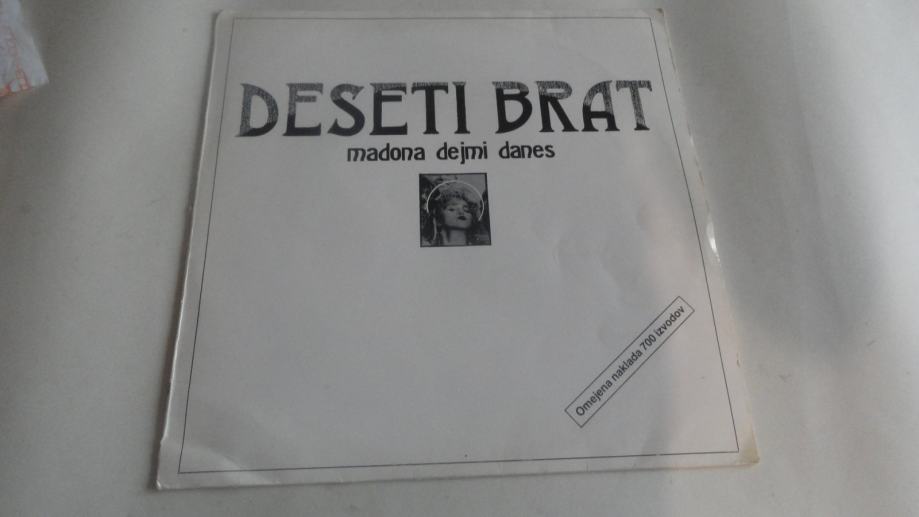 DESETI BRAT
madona dejmi danes
Omejena naklada 700 izvodov